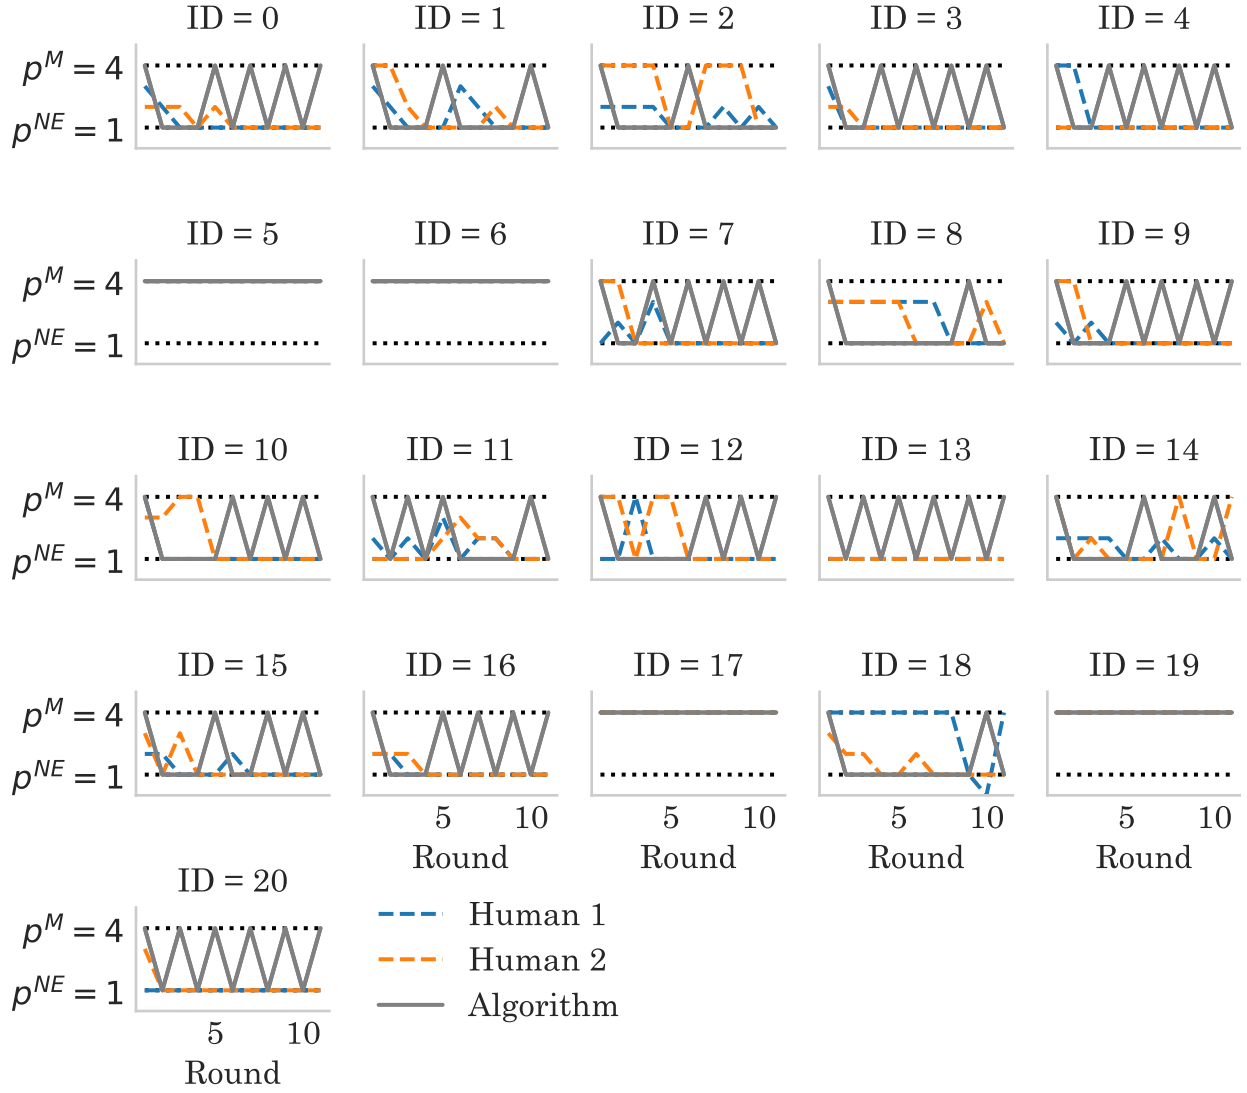 ID = 0 ID = 1 ID = 2 ID = 3 ID = 4
p^M = 4
p^NE = 1
ID = 5 ID = 6 ID = 7 ID = 8 ID = 9
p^M = 4
p^NE = 1
ID = 10 ID = 11 ID = 12 ID = 13 ID = 14
p^M = 4
p^NE = 1
ID = 15 ID = 16 ID = 17 ID = 18 ID = 19
p^M = 4
p^NE = 1
5 10 5 10 5 10 5 10
Round Round Round Round
ID = 20
p^M = 4
p^NE = 1
5 10
Round
Human 1
Human 2
Algorithm